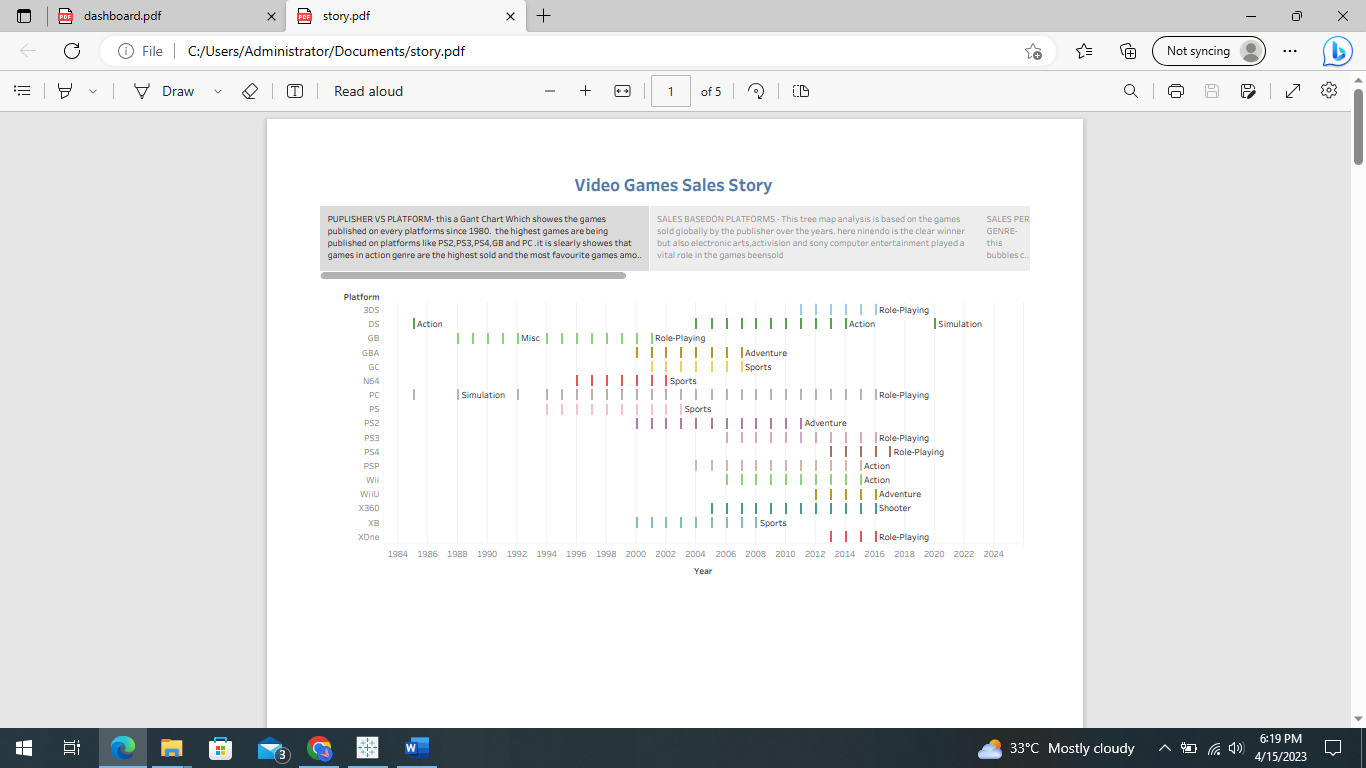 dashboard.pdf
story.pdf
File
C:/Users/Administrator/Documents/story.pdf
Not syncing
Draw
Read aloud
1 of 5
Video Games Sales Story
PUPLISHER VS PLATFORM- this a Gant Chart Which showes the games
published on every platforms since 1980. the highest games are being
published on platforms like PS2,PS3,PS4,GB and PC .it is slearly showes that
games in action genre are the highest sold and the most favourite games amo..
SALES BASEDON PLATFORMS - This tree map analysis is based on the games
sold globally by the publisher over the years. here ninendo is the clear winner
but also electronic arts,activision and sony computer entertainment played a
vital role in the games beensold
SALES PER
GENRE-
this
bubbles c..
Platform
3DS Role-Playing
DS Action Action Simulation
GB Misc Role-Playing
GBA Adventure
GC Sports
N64 Sports
PC Simulation Role-Playing
PS Sports
PS2 Adventure
PS3 Role-Playing
PS4 Role-Playing
PSP Action
Wii Action
WiiU Adventure
X360 Shooter
XB Sports
XOne Role-Playing
1984 1986 1988 1990 1992 1994 1996 1998 2000 2002 2004 2006 2008 2010 2012 2014 2016 2018 2020 2022 2024
Year
3
33°C Mostly cloudy
6:19 PM
4/15/2023